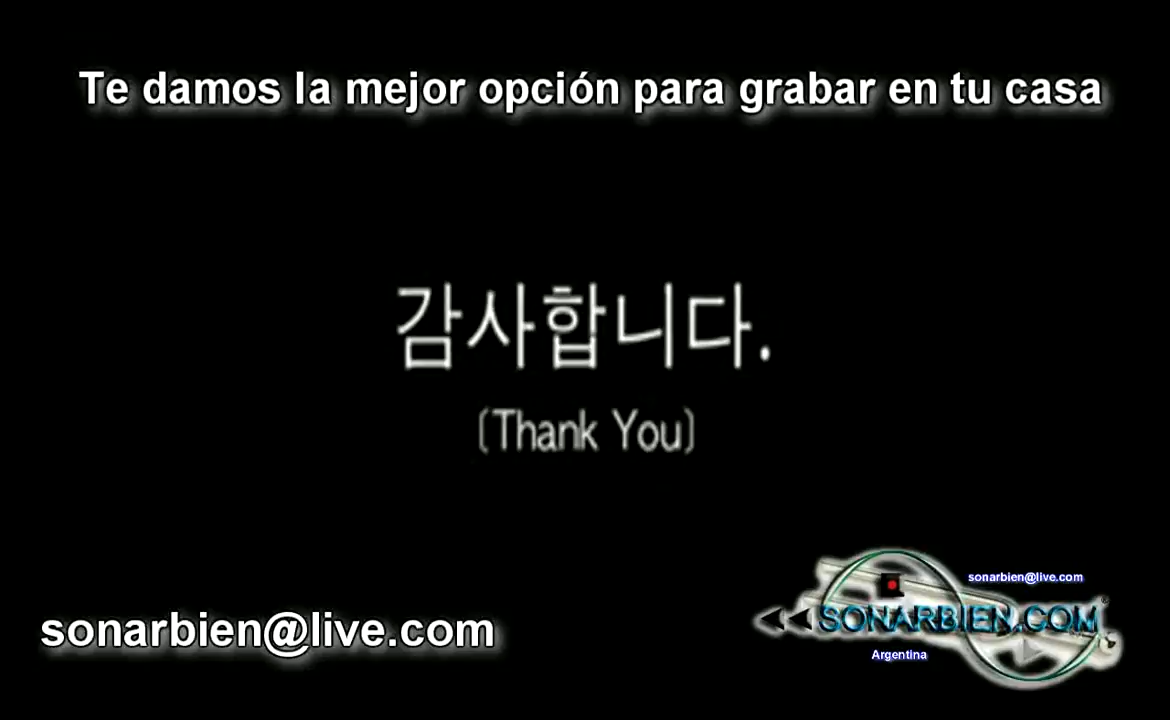 Te damos la mejor opción para grabar en tu casa
감사합니다.
(Thank You)
sonarbien@live.com
SONARBIEN.COM
sonarbien@live.com
Argentina